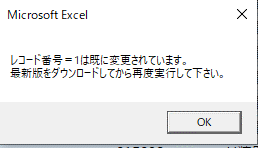 Microsoft Excel
レコード番号＝1は既に変更されています。
最新版をダウンロードしてから再度実行して下さい。
OK